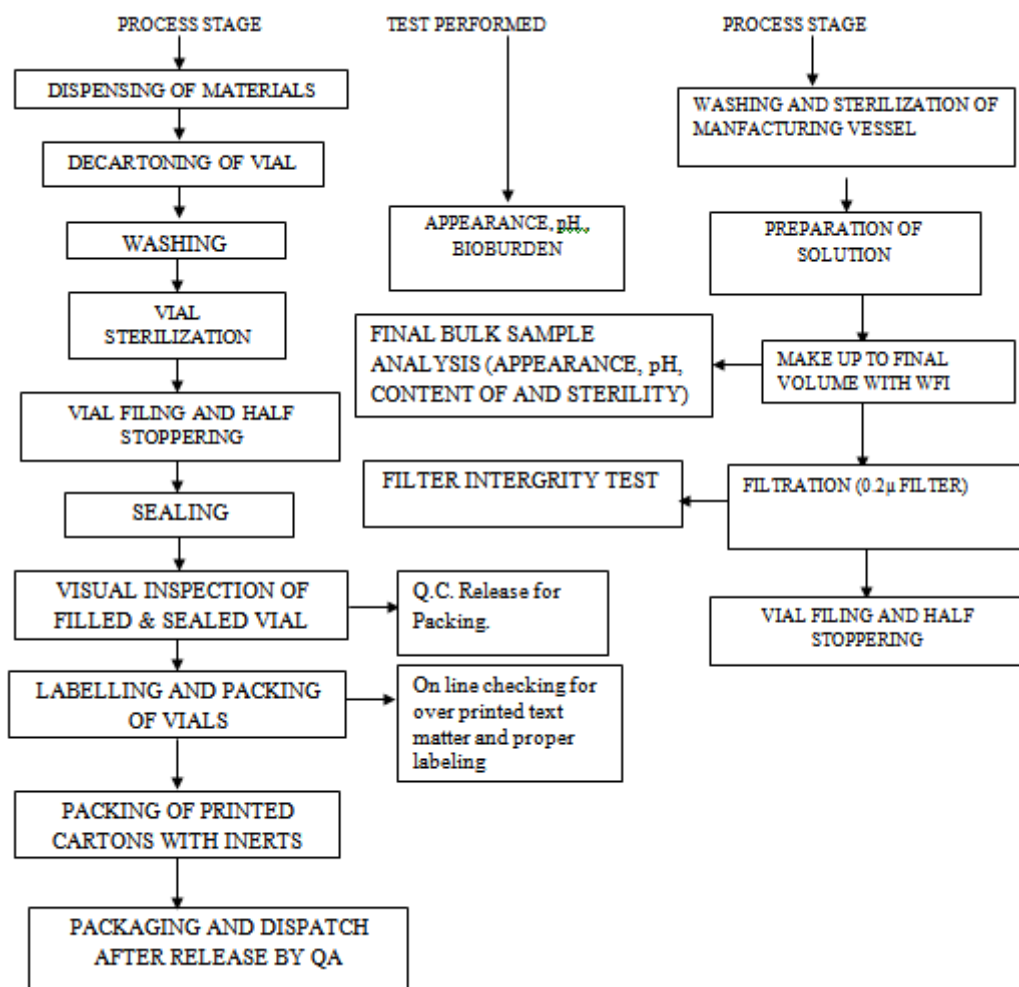 PROCESS STAGE
DISPENSING OF MATERIALS
DECARTONING OF VIAL
WASHING
VIAL
STERILIZATION
VIAL FILING AND HALF
STOPPERING
SEALING
VISUAL INSPECTION OF
FILLED & SEALED VIAL
Q.C. Release for
Packing.
LABELLING AND PACKING
OF VIALS
On line checking for
over printed text
matter and proper
labeling
PACKING OF PRINTED
CARTONS WITH INERTS
PACKAGING AND DISPATCH
AFTER RELEASE BY QA
TEST PERFORMED
APPEARANCE, pH.,
BIOBURDEN
FINAL BULK SAMPLE
ANALYSIS (APPEARANCE, pH,
CONTENT OF AND STERILITY)
FILTER INTERGRITY TEST
PROCESS STAGE
WASHING AND STERILIZATION OF
MANFACTURING VESSEL
PREPARATION OF
SOLUTION
MAKE UP TO FINAL
VOLUME WITH WFI
FILTRATION (0.2µ FILTER)
VIAL FILING AND HALF
STOPPERING